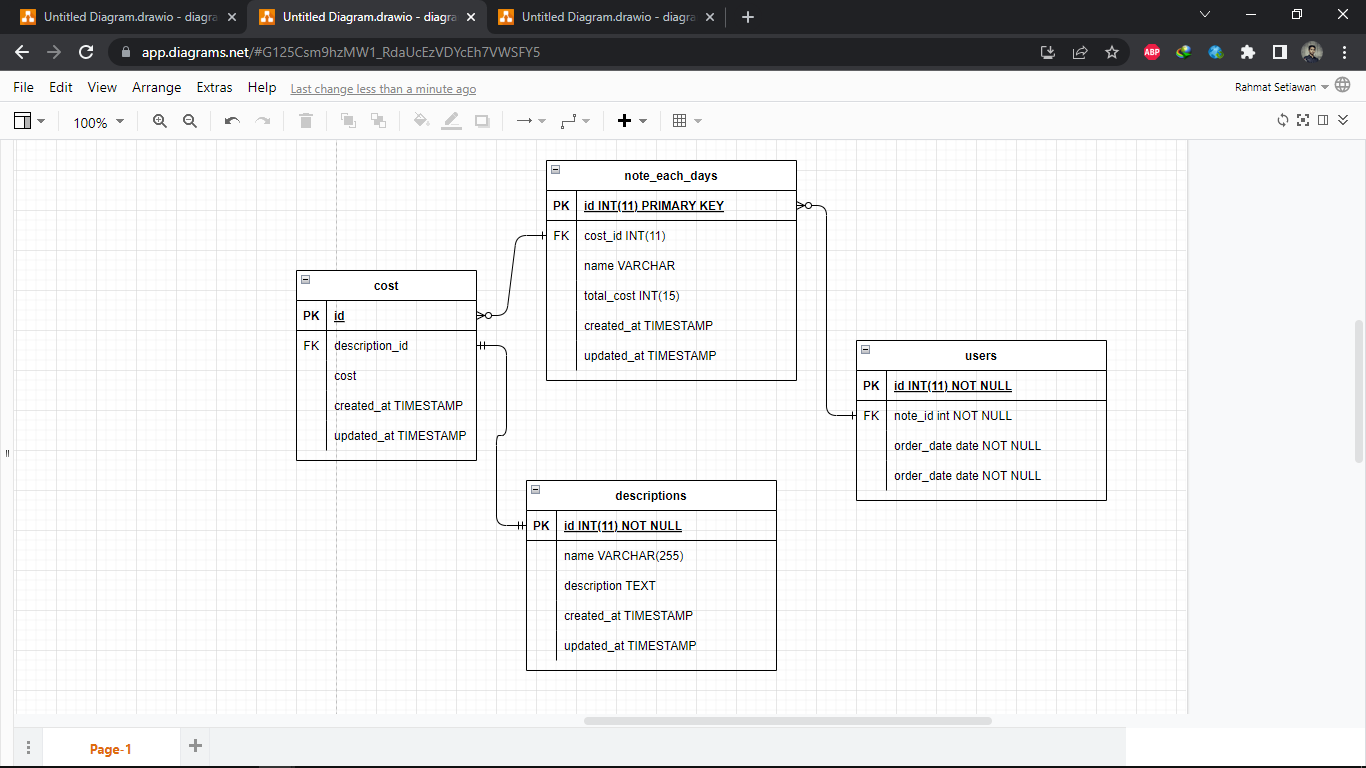 Untitled Diagram.drawio - diagra
Untitled Diagram.drawio - diagra
Untitled Diagram.drawio - diagra
app.diagrams.net/#G125Csm9hzMW1_RdaUcEzVDYcEh7VWSFY5
ABP
File Edit View Arrange Extras Help Last change less than a minute ago
Rahmat Setiawan
100%
note_each_days
PK id INT(11) PRIMARY KEY
FK cost_id INT(11)
name VARCHAR
total_cost INT(15)
created_at TIMESTAMP
updated_at TIMESTAMP
cost
PK id
FK description_id
cost
created_at TIMESTAMP
updated_at TIMESTAMP
users
PK id INT(11) NOT NULL
FK note_id int NOT NULL
order_date date NOT NULL
order_date date NOT NULL
descriptions
PK id INT(11) NOT NULL
name VARCHAR(255)
description TEXT
created_at TIMESTAMP
updated_at TIMESTAMP
Page-1